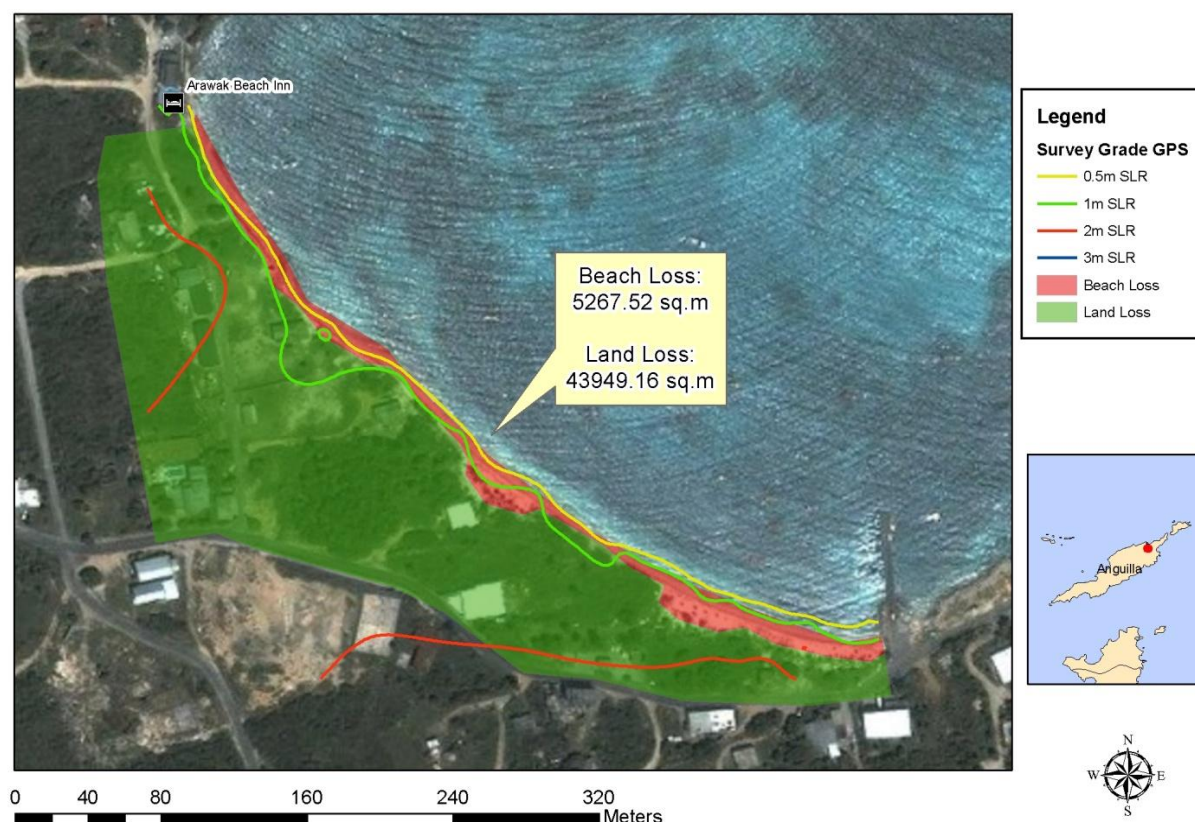 Arawak Beach Inn
Beach Loss:
5267.52 sq.m
Land Loss:
43949.16 sq.m
Legend
Survey Grade GPS
0.5m SLR
1m SLR
2m SLR
3m SLR
Beach Loss
Land Loss
Anguilla
N
W E
S
0 40 80 160 240 320
Meters